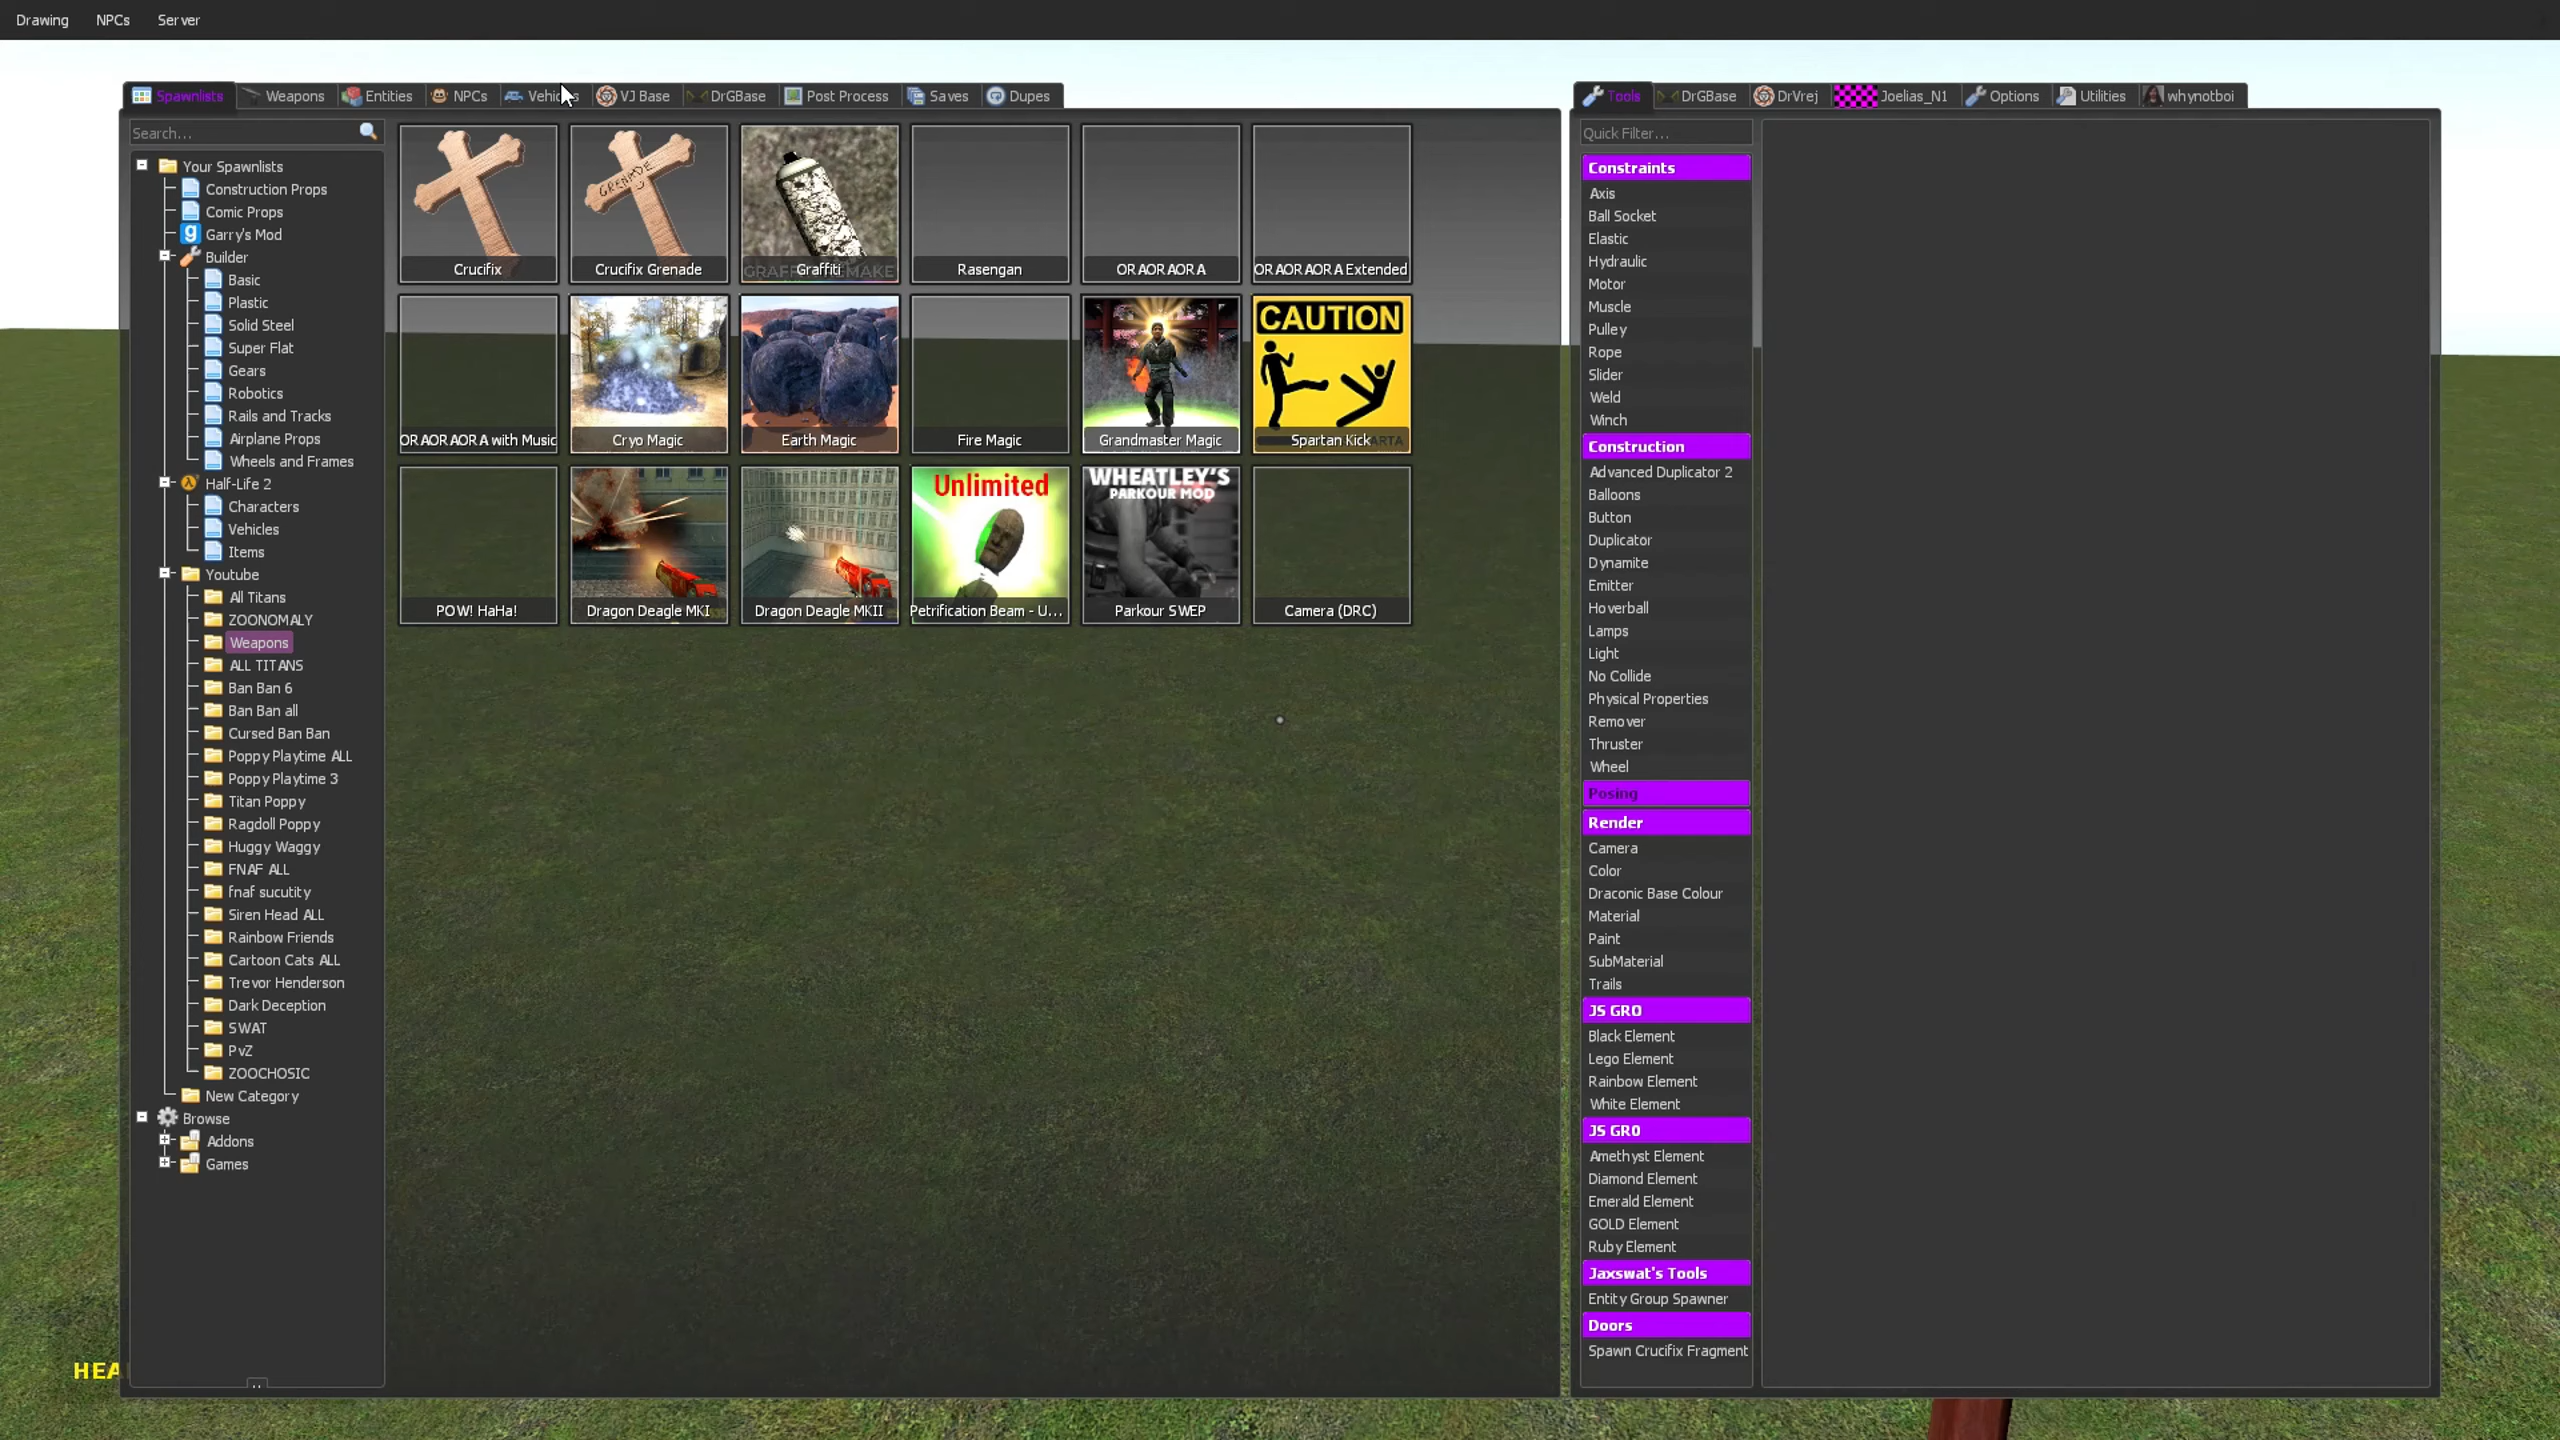 Drawing NPCs Server
Spawnlists Weapons Entities NPCs Vehicles VJ Base DrGBase Post Process Saves Dupes
Search...
Your Spawnlists
Construction Props
Comic Props
Garry's Mod
Builder
Basic
Plastic
Solid Steel
Super Flat
Gears
Robotics
Rails and Tracks
Airplane Props
Wheels and Frames
Half-Life 2
Characters
Vehicles
Items
Youtube
All Titans
ZOONOMALY
Weapons
ALL TITANS
Ban Ban 6
Ban Ban all
Cursed Ban Ban
Poppy Playtime ALL
Poppy Playtime 3
Titan Poppy
Ragdoll Poppy
Huggy Waggy
FNAF ALL
fnaf sucutity
Siren Head ALL
Rainbow Friends
Cartoon Cats ALL
Trevor Henderson
Dark Deception
SWAT
PvZ
ZOOCHOSIC
New Category
Browse
Addons
Games
GRENADE
Crucifix Crucifix Grenade Graffiti Rasengan ORAORAORA ORAORAORA Extended
CAUTION
ORAORAORA with Music Cryo Magic Earth Magic Fire Magic Grandmaster Magic Spartan Kick
Unlimited
WHEATLEY'S
PARKOUR MOD
POW! HaHa! Dragon Deagle MKI Dragon Deagle MKII Petrification Beam - U... Parkour SWEP Camera (DRC)
HEA
Tools DrGBase DrVrej Joelias_N1 Options Utilities whynotboi
Quick Filter...
Constraints
Axis
Ball Socket
Elastic
Hydraulic
Motor
Muscle
Pulley
Rope
Slider
Weld
Winch
Construction
Advanced Duplicator 2
Balloons
Button
Duplicator
Dynamite
Emitter
Hoverball
Lamps
Light
No Collide
Physical Properties
Remover
Thruster
Wheel
Posing
Render
Camera
Color
Draconic Base Colour
Material
Paint
SubMaterial
Trails
JS GRO
Black Element
Lego Element
Rainbow Element
White Element
JS GRO
Amethyst Element
Diamond Element
Emerald Element
GOLD Element
Ruby Element
Jaxswat's Tools
Entity Group Spawner
Doors
Spawn Crucifix Fragment